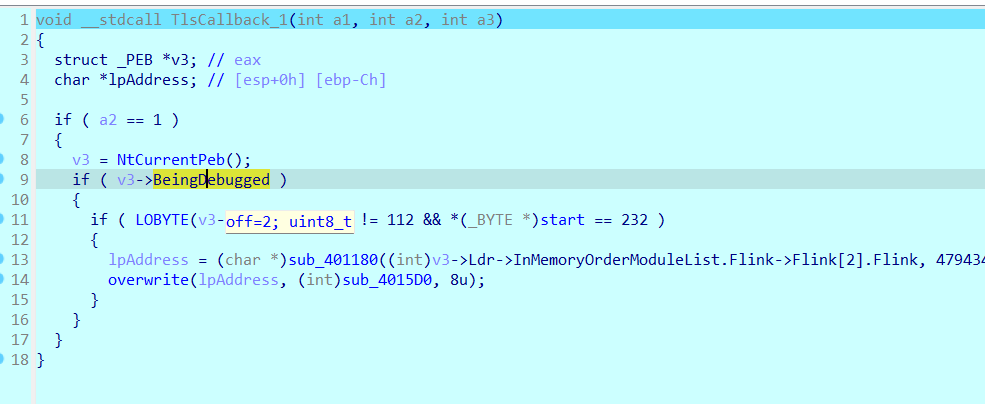 1 void __stdcall TlsCallback_1(int a1, int a2, int a3)
2 {
3 struct _PEB *v3; // eax
4 char *lpAddress; // [esp+0h] [ebp-Ch]
5
6 if ( a2 == 1 )
7 {
8 v3 = NtCurrentPeb();
9 if ( v3->BeingDebugged )
10 {
11 if ( LOBYTE(v3- off=2; uint8_t != 112 && *(_BYTE *)start == 232 )
12 {
13 lpAddress = (char *)sub_401180((int)v3->Ldr->InMemoryOrderModuleList.Flink->Flink[2].Flink, 479434
14 overwrite(lpAddress, (int)sub_4015D0, 8u);
15 }
16 }
17 }
18 }